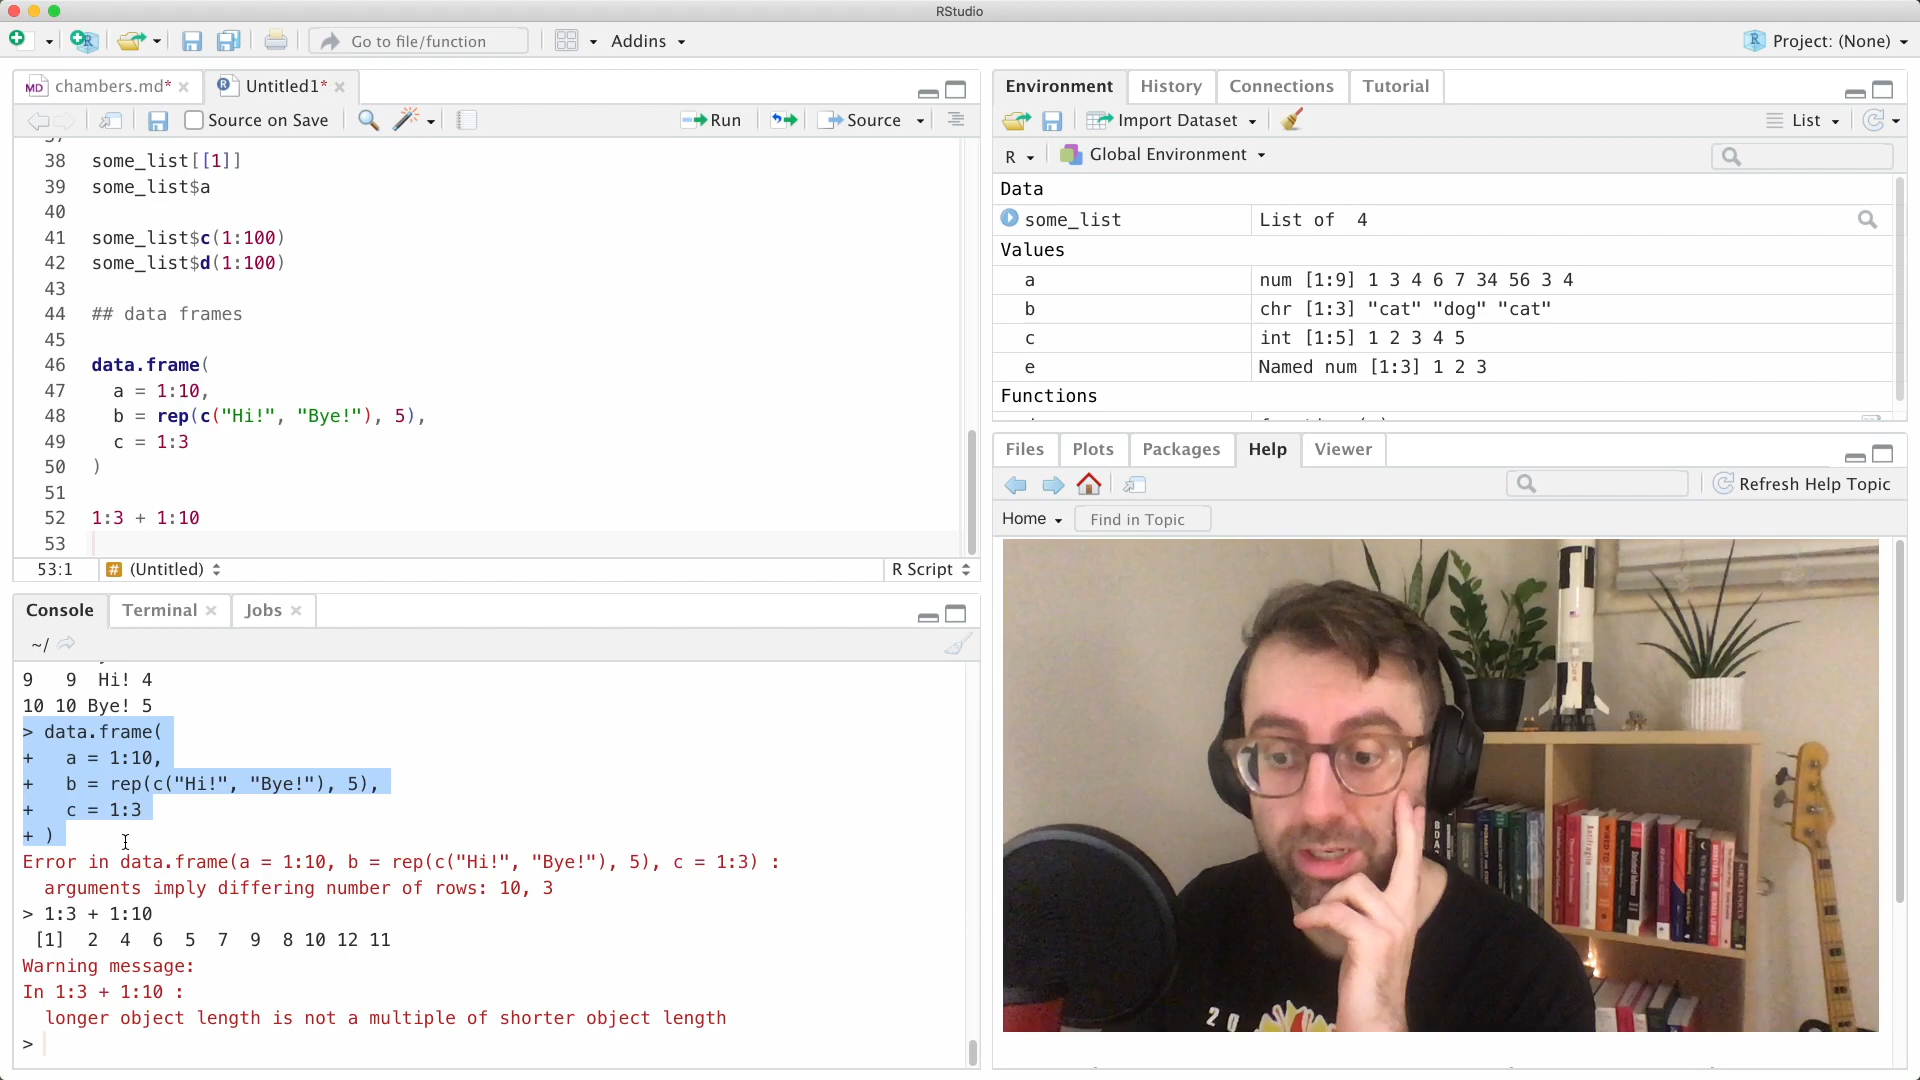 RStudio
Go to file/function
Addins
Project: (None)
MD chambers.md*
Untitled1*
Source on Save
Run
Source
38 some_list[[1]]
39 some_list$a
40
41 some_list$c(1:100)
42 some_list$d(1:100)
43
44 ## data frames
45
46 data.frame(
47   a = 1:10,
48   b = rep(c("Hi!", "Bye!"), 5),
49   c = 1:3
50 )
51
52 1:3 + 1:10
53
53:1 # (Untitled) R Script
Console Terminal Jobs
~/
9   9  Hi! 4
10 10 Bye! 5
> data.frame(
+   a = 1:10,
+   b = rep(c("Hi!", "Bye!"), 5),
+   c = 1:3
+ )
Error in data.frame(a = 1:10, b = rep(c("Hi!", "Bye!"), 5), c = 1:3) :
  arguments imply differing number of rows: 10, 3
> 1:3 + 1:10
 [1]  2  4  6  5  7  9  8 10 12 11
Warning message:
In 1:3 + 1:10 :
  longer object length is not a multiple of shorter object length
>
Environment History Connections Tutorial
Import Dataset
List
R Global Environment
Data
some_list List of  4
Values
a num [1:9] 1 3 4 6 7 34 56 3 4
b chr [1:3] "cat" "dog" "cat"
c int [1:5] 1 2 3 4 5
e Named num [1:3] 1 2 3
Functions
Files Plots Packages Help Viewer
Refresh Help Topic
Home Find in Topic
USA
20